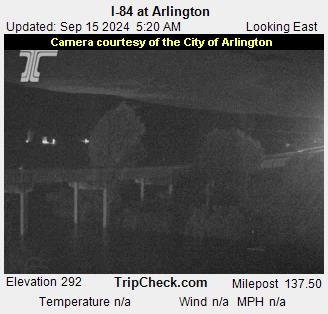 I-84 at Arlington
Updated: Sep 15 2024 5:20 AM Looking East
Camera courtesy of the City of Arlington
Elevation 292 TripCheck.com Milepost 137.50
Temperature n/a Wind n/a MPH n/a